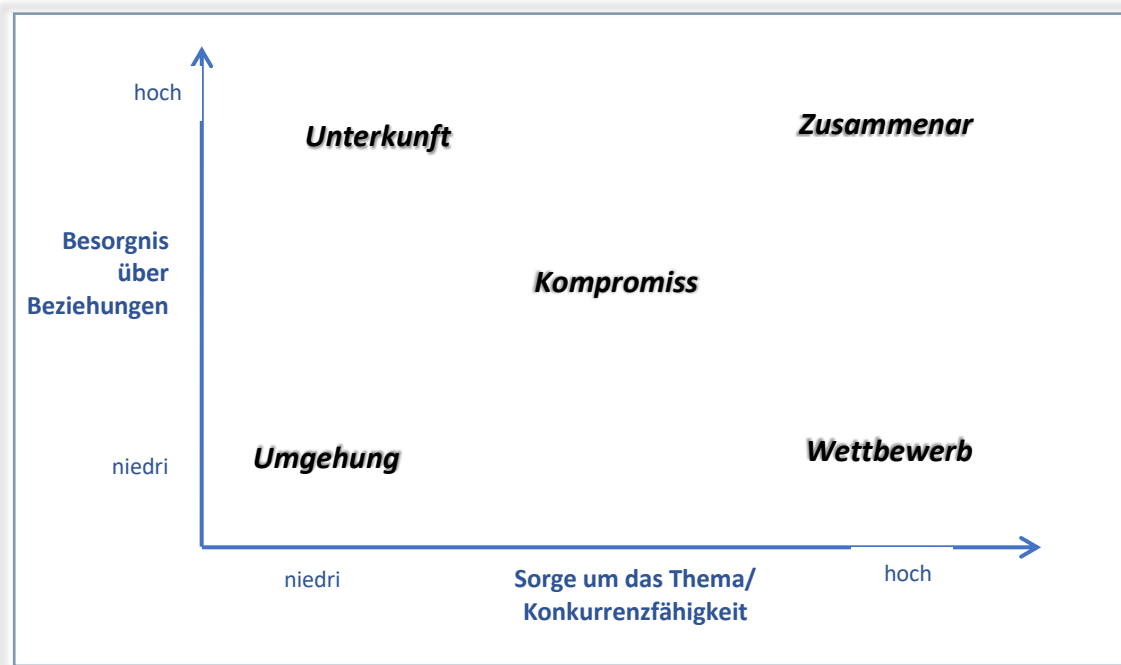 hoch
Unterkunft
Zusammenar
Besorgnis
über
Beziehungen
Kompromiss
niedri
Umgehung
Wettbewerb
niedri
Sorge um das Thema/
Konkurrenzfähigkeit
hoch